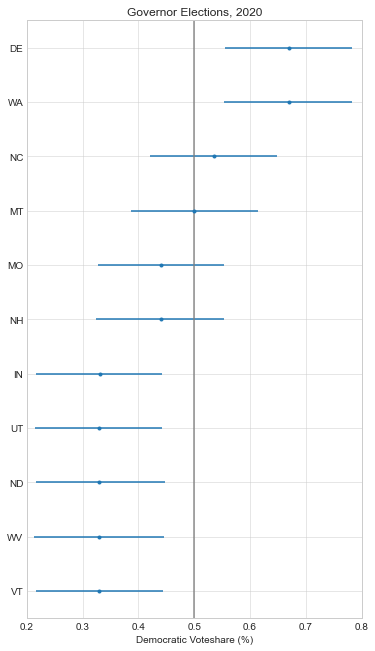 Governor Elections, 2020
DE
WA
NC
MT
MO
NH
IN
UT
ND
WV
VT
0.2 0.3 0.4 0.5 0.6 0.7 0.8
Democratic Voteshare (%)